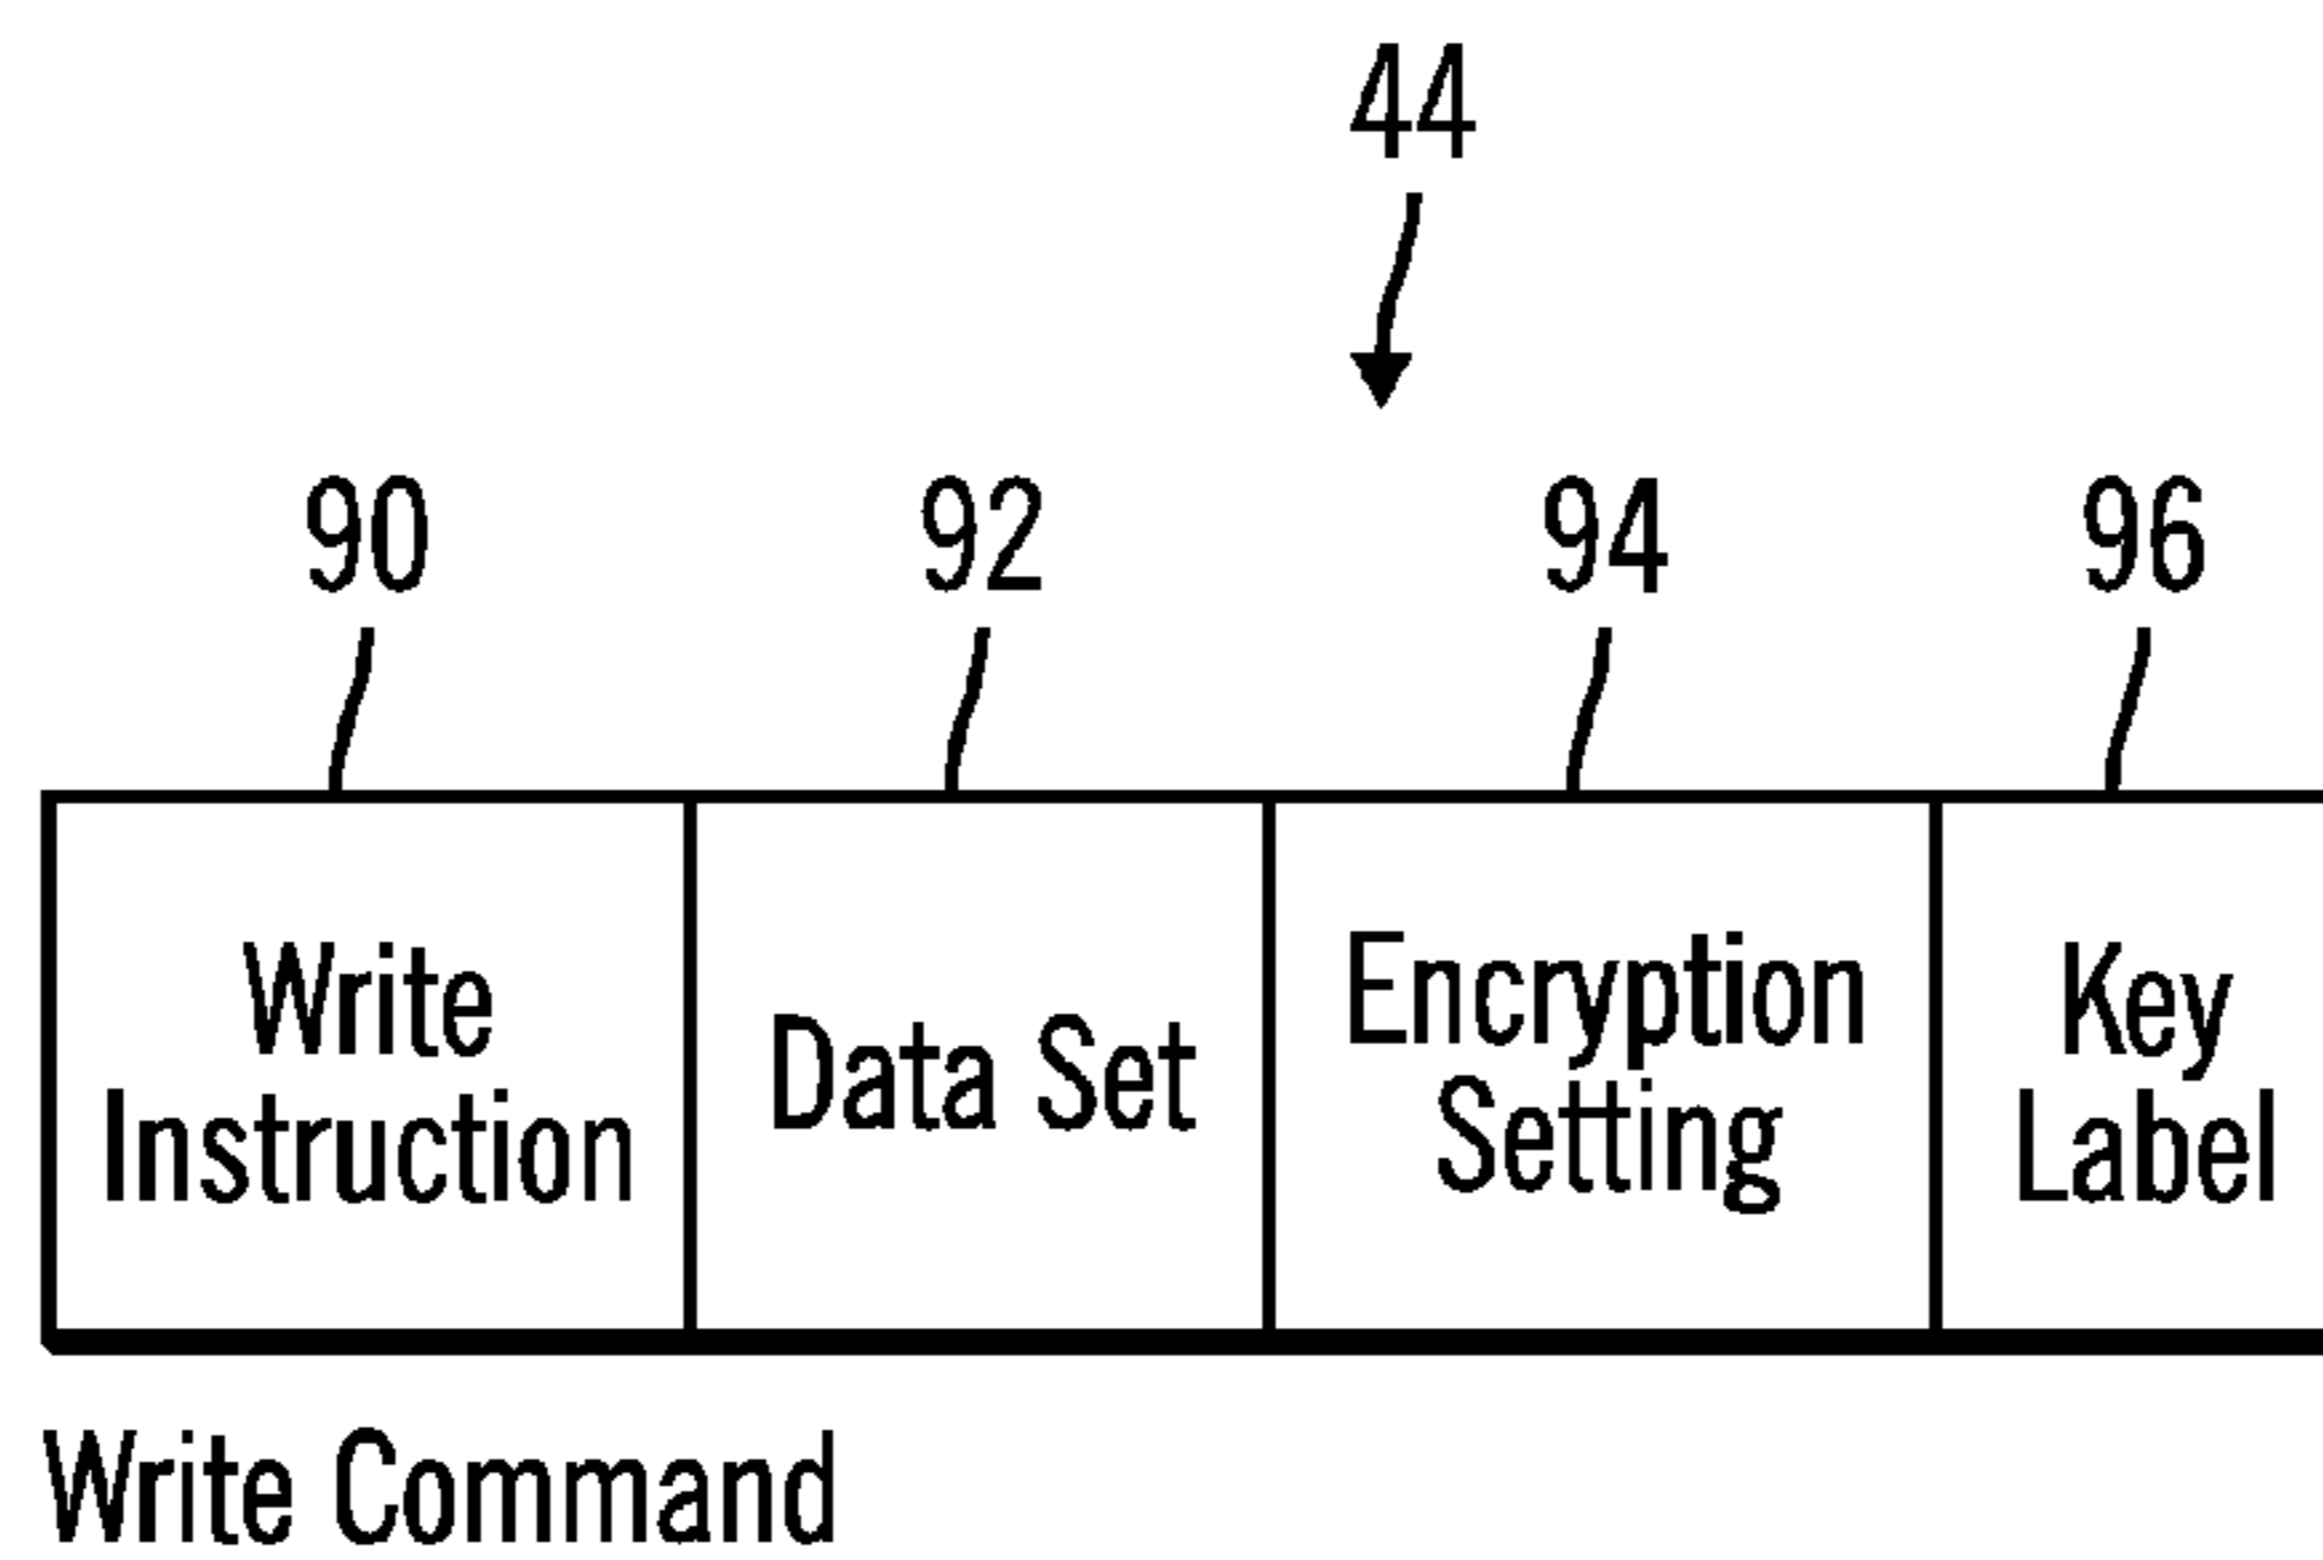 44
90 92 94 96
Write
Instruction
Data Set
Encryption
Setting
Key
Label
Write Command